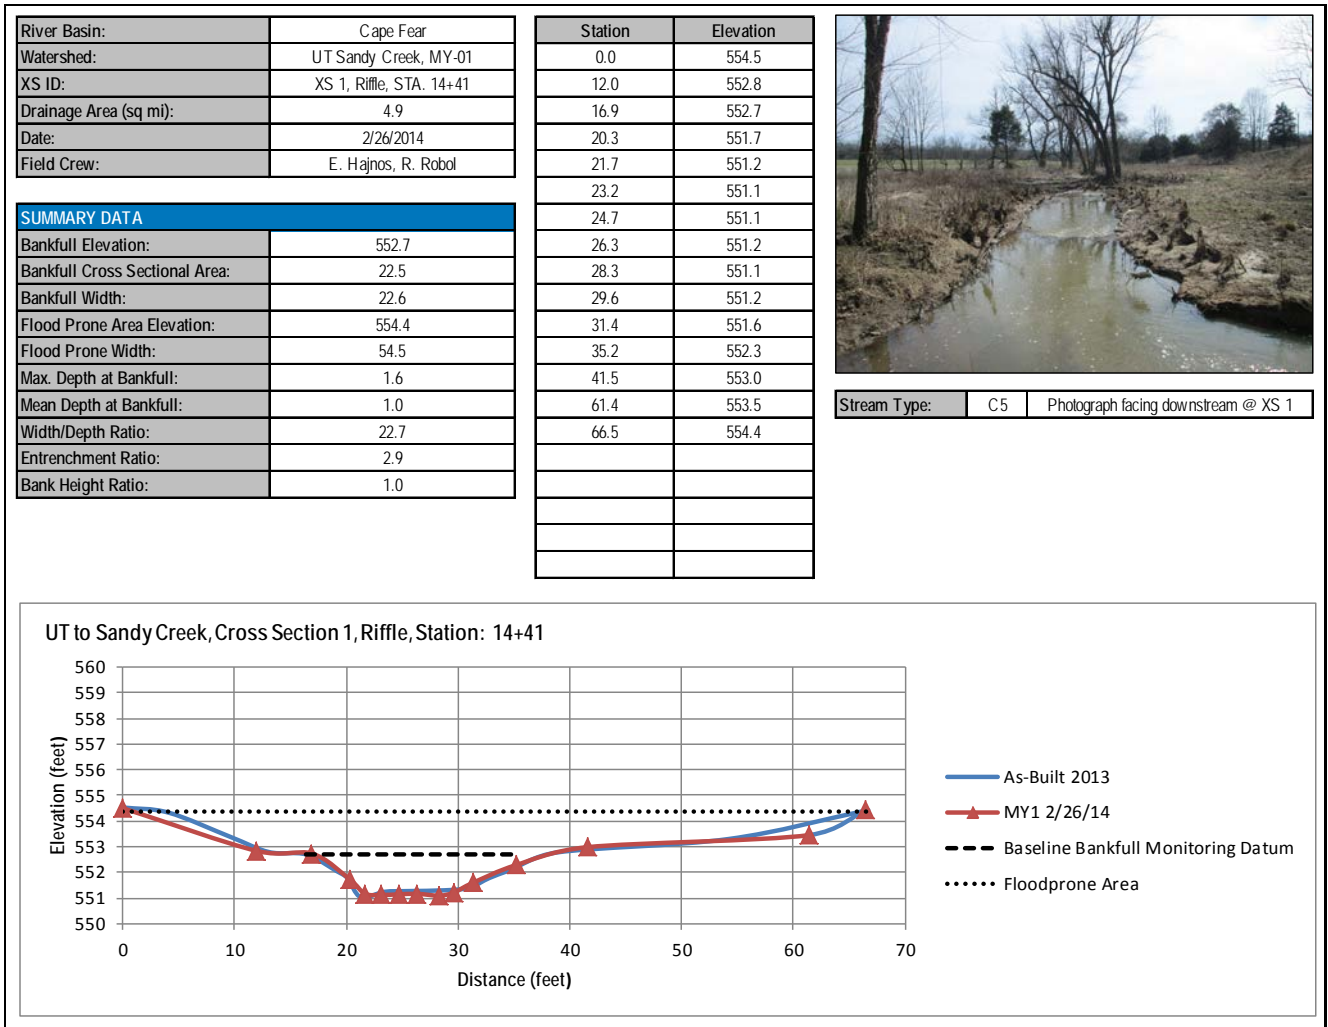 River Basin: Cape Fear
Watershed: UT Sandy Creek, MY-01
XS ID: XS 1, Riffle, STA. 14+41
Drainage Area (sq mi): 4.9
Date: 2/26/2014
Field Crew: E. Hajnos, R. Robol
SUMMARY DATA
Bankfull Elevation: 552.7
Bankfull Cross Sectional Area: 22.5
Bankfull Width: 22.6
Flood Prone Area Elevation: 554.4
Flood Prone Width: 54.5
Max. Depth at Bankfull: 1.6
Mean Depth at Bankfull: 1.0
Width/Depth Ratio: 22.7
Entrenchment Ratio: 2.9
Bank Height Ratio: 1.0
Station Elevation
0.0 554.5
12.0 552.8
16.9 552.7
20.3 551.7
21.7 551.2
23.2 551.1
24.7 551.1
26.3 551.2
28.3 551.1
29.6 551.2
31.4 551.6
35.2 552.3
41.5 553.0
61.4 553.5
66.5 554.4
Stream Type: C5 Photograph facing downstream @ XS 1
UT to Sandy Creek, Cross Section 1, Riffle, Station: 14+41
Elevation (feet)
560
559
558
557
556
555
554
553
552
551
550
0 10 20 30 40 50 60 70
Distance (feet)
As-Built 2013
MY1 2/26/14
Baseline Bankfull Monitoring Datum
Floodprone Area